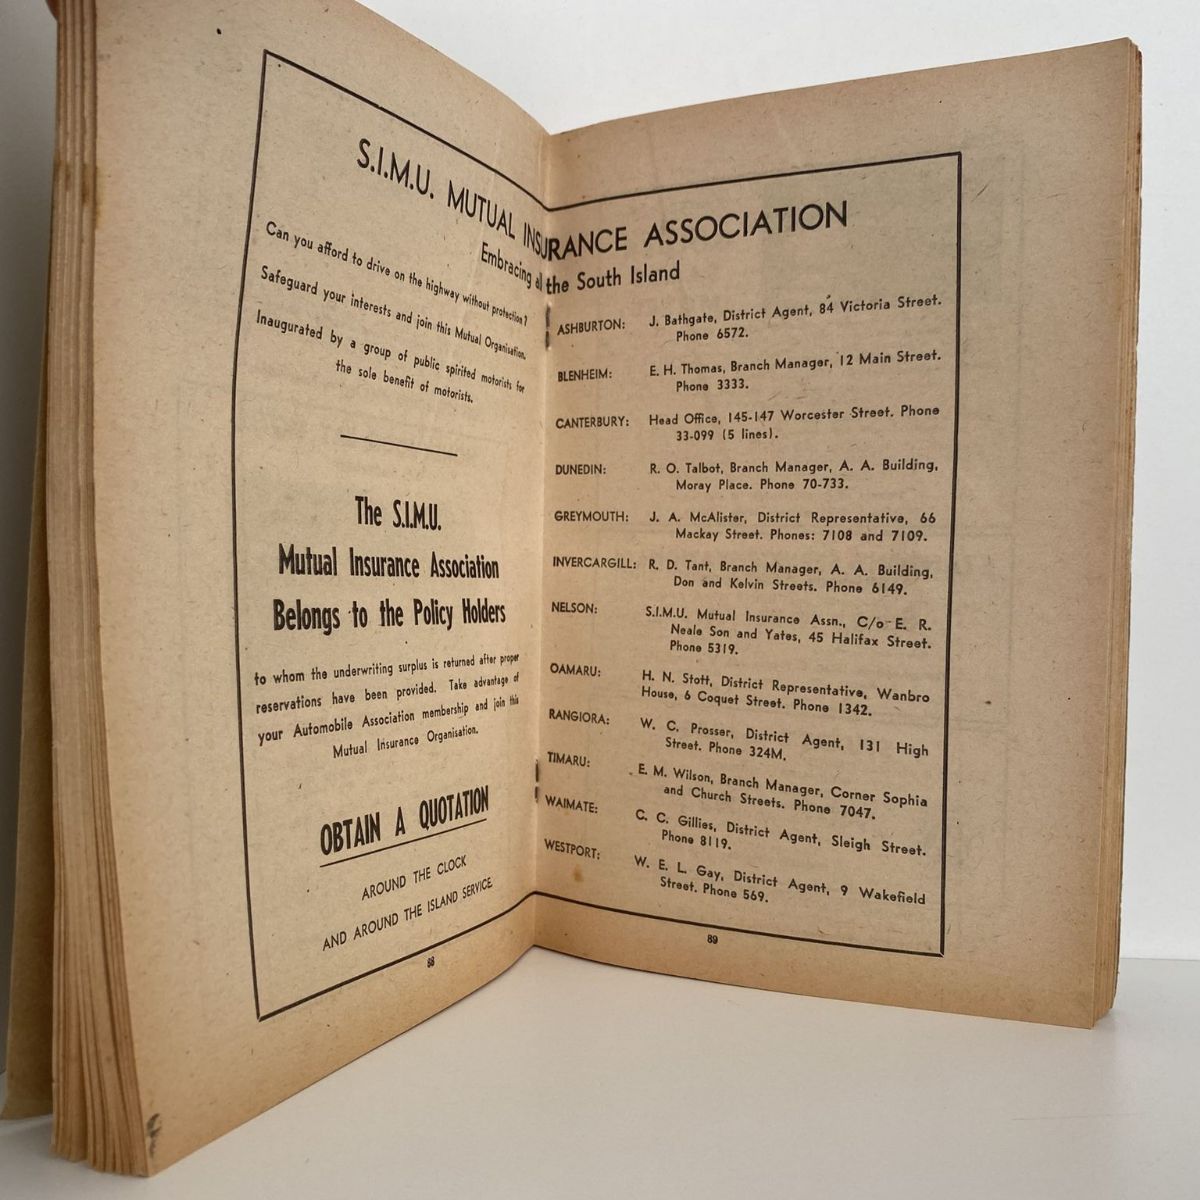 S.I.M.U. MUTUAL INSURANCE ASSOCIATION
Embracing all the South Island
Can you afford to drive on the highway without protection?
Safeguard your interests and join this Mutual Organisation.
Inaugurated by a group of public spirited motorists for
the sole benefit of motorists.
The S.I.M.U.
Mutual Insurance Association
Belongs to the Policy Holders
to whom the underwriting surplus is returned after proper
reservations have been provided. Take advantage of
your Automobile Association membership and join this
Mutual Insurance Organisation.
OBTAIN A QUOTATION
AROUND THE CLOCK
AND AROUND THE ISLAND SERVICE.
88
ASHBURTON: J. Bathgate, District Agent, 84 Victoria Street.
Phone 6572.
BLENHEIM: E. H. Thomas, Branch Manager, 12 Main Street.
Phone 3333.
CANTERBURY: Head Office, 145-147 Worcester Street. Phone
33-099 (5 lines).
DUNEDIN: R. O. Talbot, Branch Manager, A. A. Building,
Moray Place. Phone 70-733.
GREYMOUTH: J. A. McAlister, District Representative, 66
Mackay Street. Phones: 7108 and 7109.
INVERCARGILL: R. D. Tant, Branch Manager, A. A. Building,
Don and Kelvin Streets. Phone 6149.
NELSON: S.I.M.U. Mutual Insurance Assn., C/o E. R.
Neale Son and Yates, 45 Halifax Street.
Phone 5319.
OAMARU: H. N. Stott, District Representative, Wanbro
House, 6 Coquet Street. Phone 1342.
RANGIORA: W. C. Prosser, District Agent, 131 High
Street. Phone 324M.
TIMARU: E. M. Wilson, Branch Manager, Corner Sophia
and Church Streets. Phone 7047.
WAIMATE: C. C. Gillies, District Agent, Sleigh Street.
Phone 8119.
WESTPORT: W. E. L. Gay, District Agent, 9 Wakefield
Street. Phone 569.
89